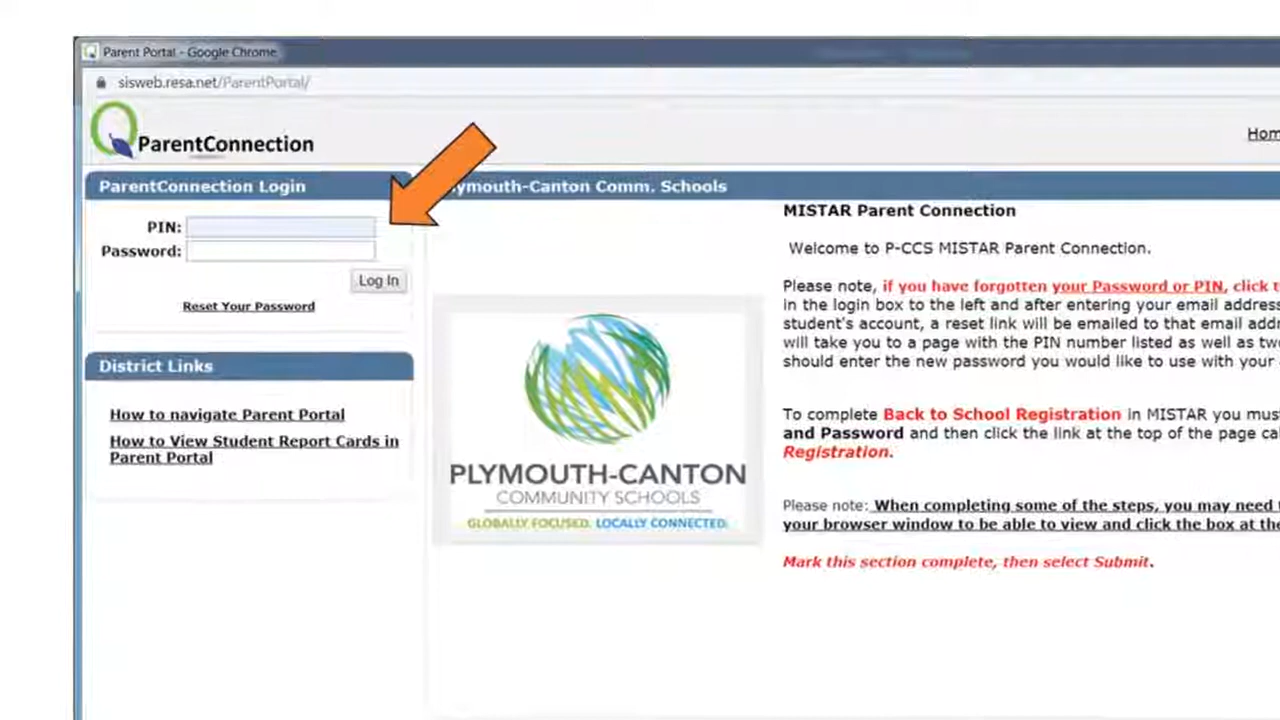 Parent Portal - Google Chrome
sisweb.resa.net/ParentPortal/
ParentConnection
ParentConnection Login
PIN:
Password:
Log In
Reset Your Password
District Links
How to navigate Parent Portal
How to View Student Report Cards in
Parent Portal
Canton Comm. Schools
PLYMOUTH-CANTON
COMMUNITY SCHOOLS
GLOBALLY FOCUSED. LOCALLY CONNECTED.
MISTAR Parent Connection
Welcome to P-CCS MISTAR Parent Connection.
Please note, if you have forgotten your Password or PIN, click
in the login box to the left and after entering your email
student's account, a reset link will be emailed to that email
will take you to a page with the PIN number listed as well as
should enter the new password you would like to use with your
To complete Back to School Registration in MISTAR you must
and Password and then click the link at the top of the page
Registration.
Please note: When completing some of the steps, you may need
your browser window to be able to view and click the box at
Mark this section complete, then select Submit.